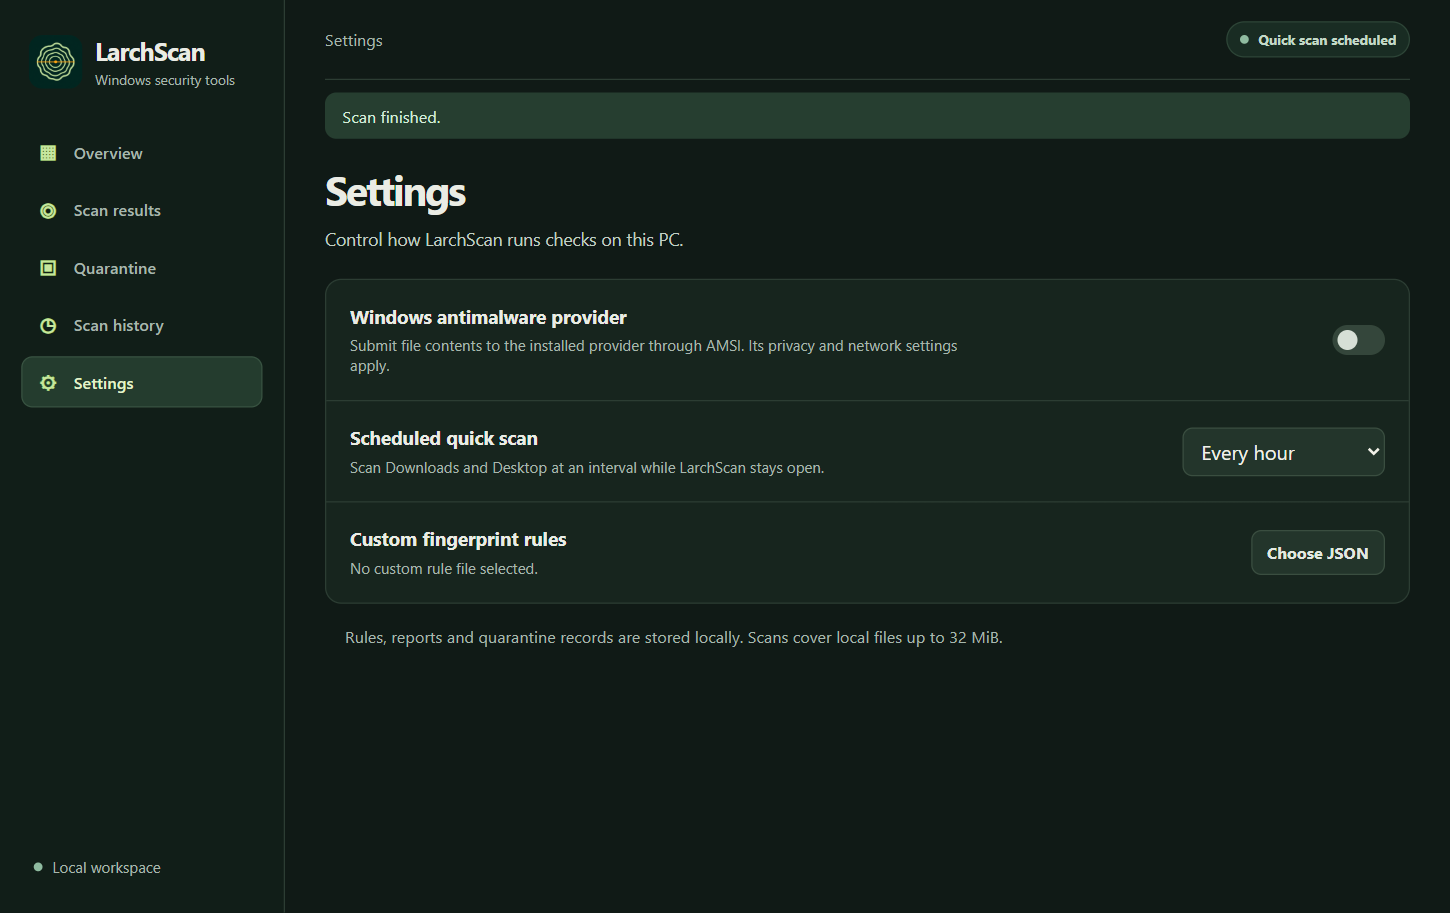 LarchScan
Windows security tools
Overview
Scan results
Quarantine
Scan history
Settings
Local workspace
Settings
Quick scan scheduled
Scan finished.
Settings
Control how LarchScan runs checks on this PC.
Windows antimalware provider
Submit file contents to the installed provider through AMSI. Its privacy and network settings
apply.
Scheduled quick scan
Scan Downloads and Desktop at an interval while LarchScan stays open.
Every hour
Custom fingerprint rules
No custom rule file selected.
Choose JSON
Rules, reports and quarantine records are stored locally. Scans cover local files up to 32 MiB.